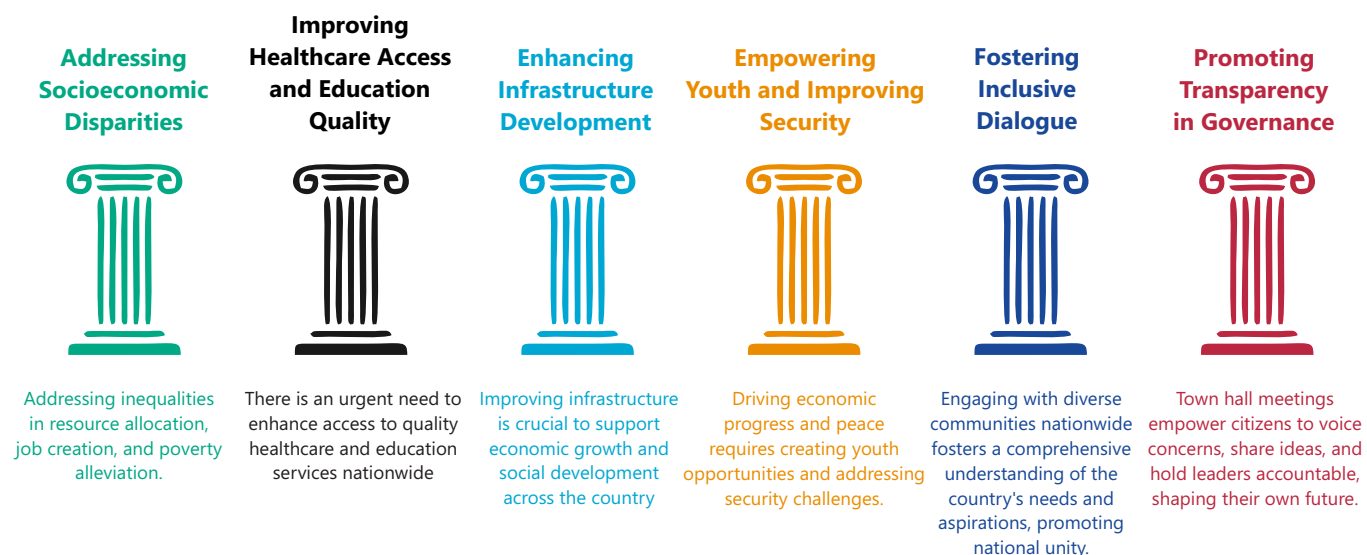 Addressing
Socioeconomic
Disparities
Improving
Healthcare Access
and Education
Quality
Enhancing
Infrastructure
Development
Empowering
Youth and Improving
Security
Fostering
Inclusive
Dialogue
Promoting
Transparency
in Governance
Addressing inequalities
in resource allocation,
job creation, and poverty
alleviation.
There is an urgent need to
enhance access to quality
healthcare and education
services nationwide
Improving infrastructure
is crucial to support
economic growth and
social development
across the country
Driving economic
progress and peace
requires creating youth
opportunities and addressing
security challenges.
Engaging with diverse
communities nationwide
fosters a comprehensive
understanding of the
country's needs and
aspirations, promoting
national unity.
Town hall meetings
empower citizens to voice
concerns, share ideas, and
hold leaders accountable,
shaping their own future.